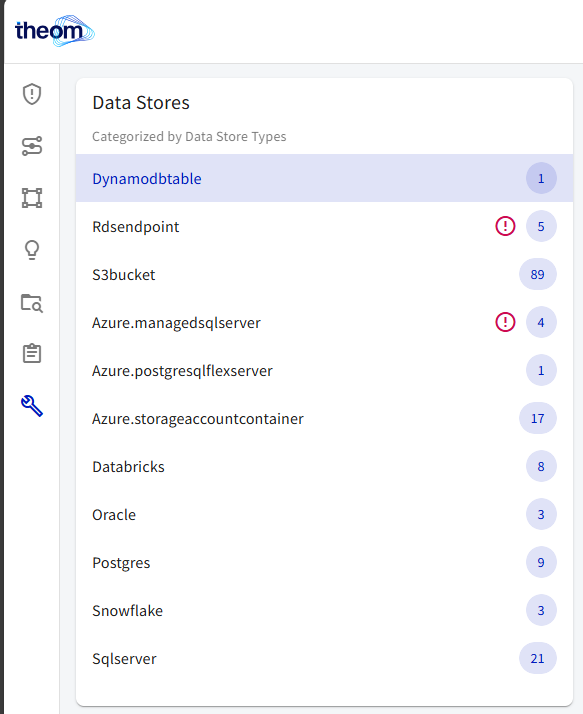 theom
Data Stores
Categorized by Data Store Types
Dynamodbtable 1
Rdsendpoint 5
S3bucket 89
Azure.managedsqlserver 4
Azure.postgresqlflexserver 1
Azure.storageaccountcontainer 17
Databricks 8
Oracle 3
Postgres 9
Snowflake 3
Sqlserver 21